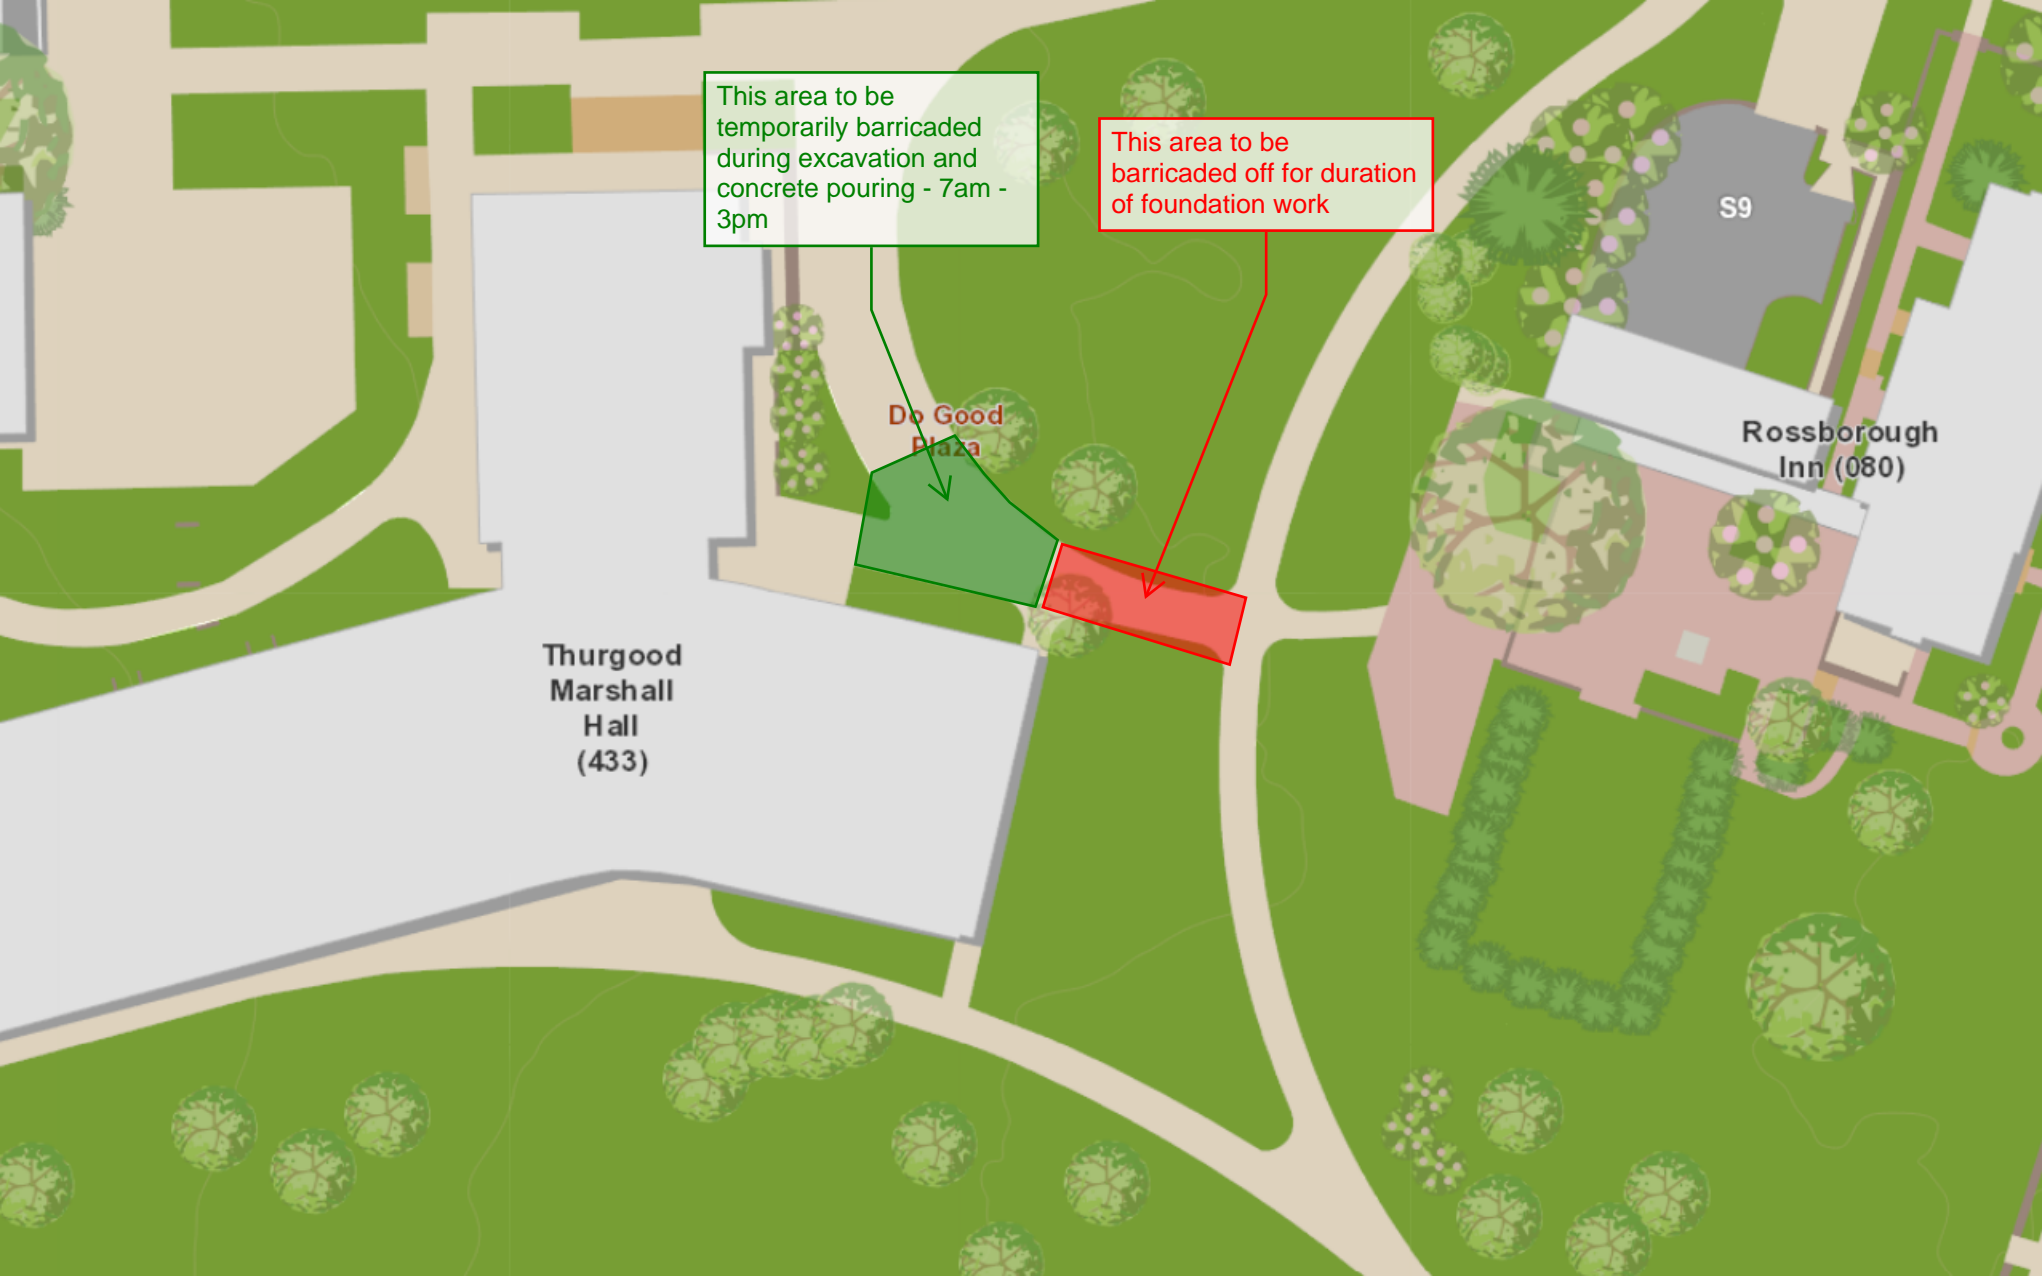 This area to be
temporarily barricaded
during excavation and
concrete pouring - 7am -
3pm
This area to be
barricaded off for duration
of foundation work
S9
Do Good
Plaza
Rossborough
Inn (080)
Thurgood
Marshall
Hall
(433)